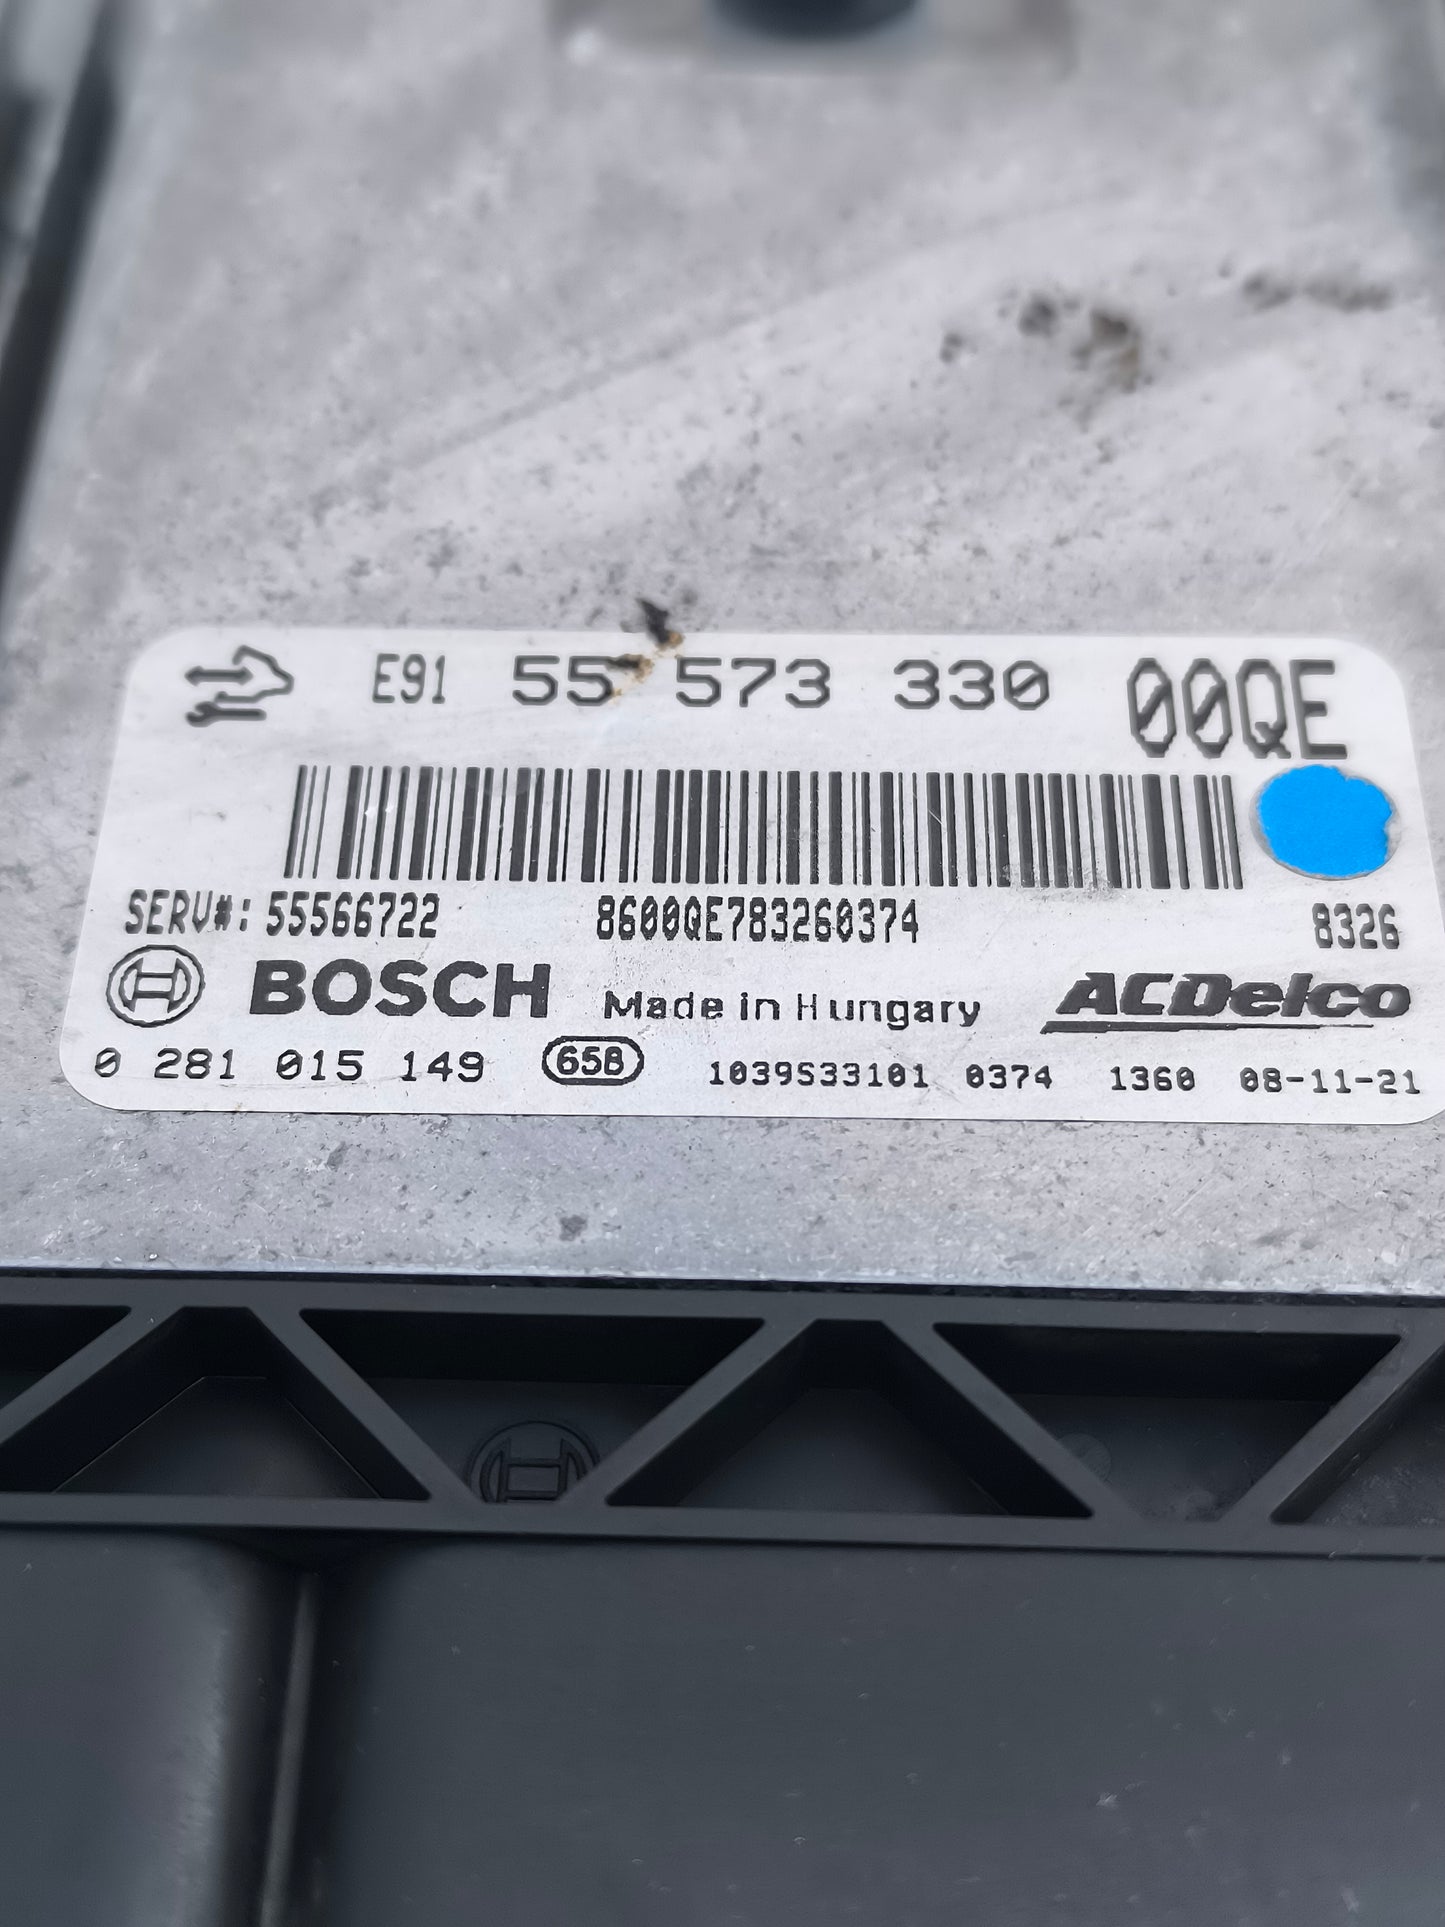 E91 55 573 330 00QE
SERV#: 55566722 8600QE783260374 8326
BOSCH Made in Hungary ACDelco
0 281 015 149 65B 1039S33101 0374 1360 08-11-21